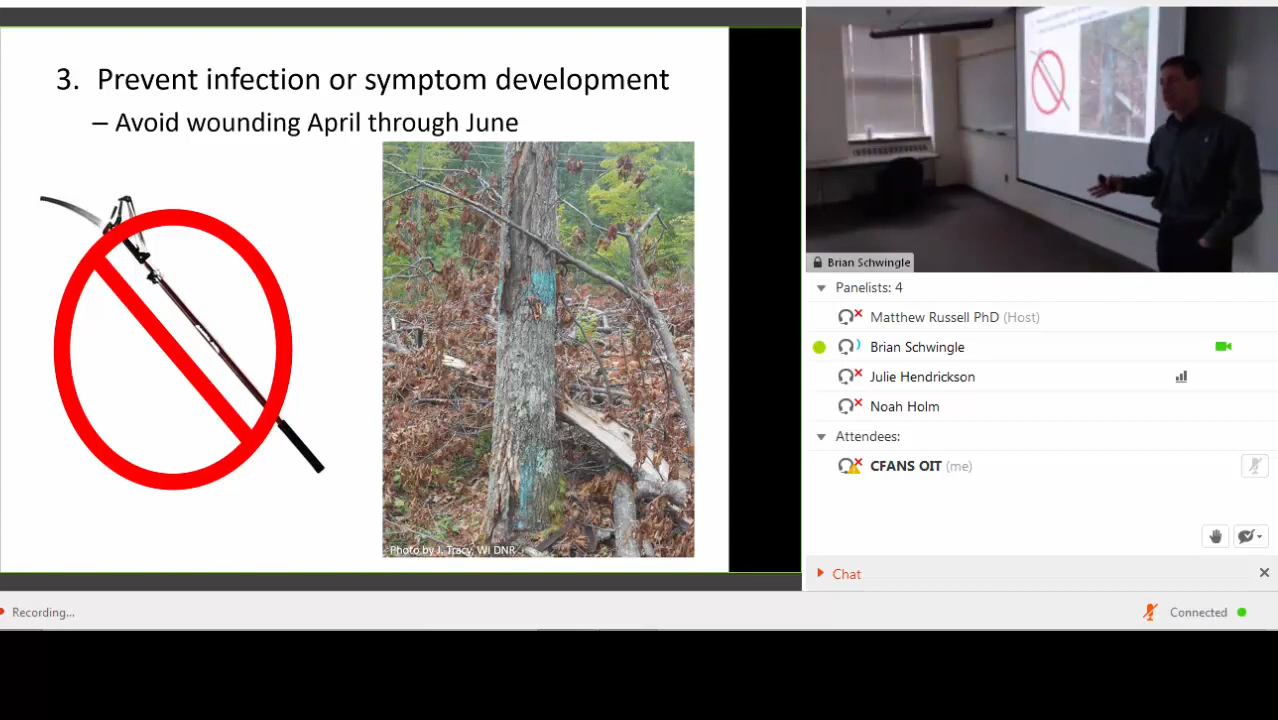 3. Prevent infection or symptom development
– Avoid wounding April through June
Photo by J. Tracy, WI DNR
Brian Schwingle
Panelists: 4
Matthew Russell PhD (Host)
Brian Schwingle
Julie Hendrickson
Noah Holm
Attendees:
CFANS OIT (me)
Chat
Recording...
Connected